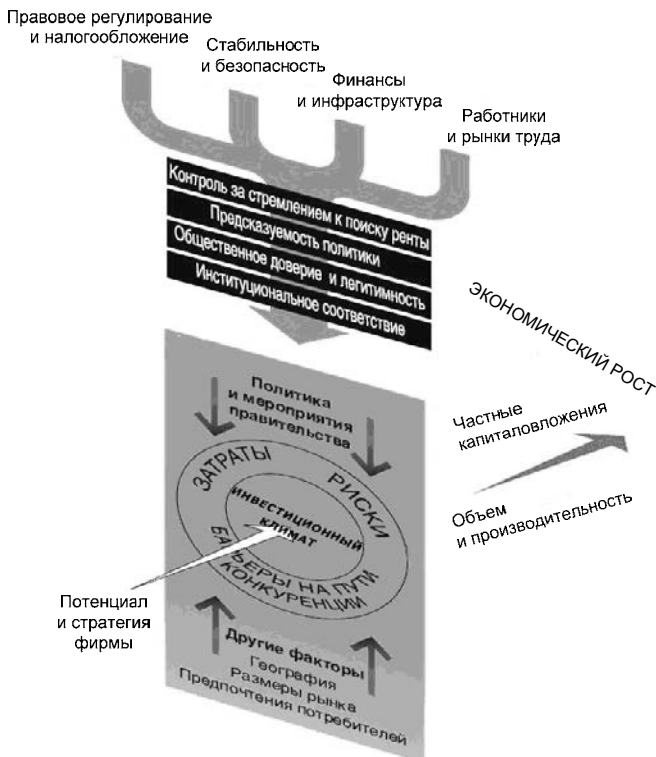 Правовое регулирование
и налогообложение
Стабильность
и безопасность
Финансы
и инфраструктура
Работники
и рынки труда
Контроль за стремлением к поиску ренты
Предсказуемость политики
Общественное доверие и легитимность
Институциональное соответствие
ЭКОНОМИЧЕСКИЙ РОСТ
Политика
и мероприятия
правительства
Частные
капиталовложения
ЗАТРАТЫ
РИСКИ
ИНВЕСТИЦИОННЫЙ
КЛИМАТ
БАРЬЕРЫ НА ПУТИ
КОНКУРЕНЦИИ
Объем
и производительность
Потенциал
и стратегия
фирмы
Другие факторы
География
Размеры рынка
Предпочтения потребителей